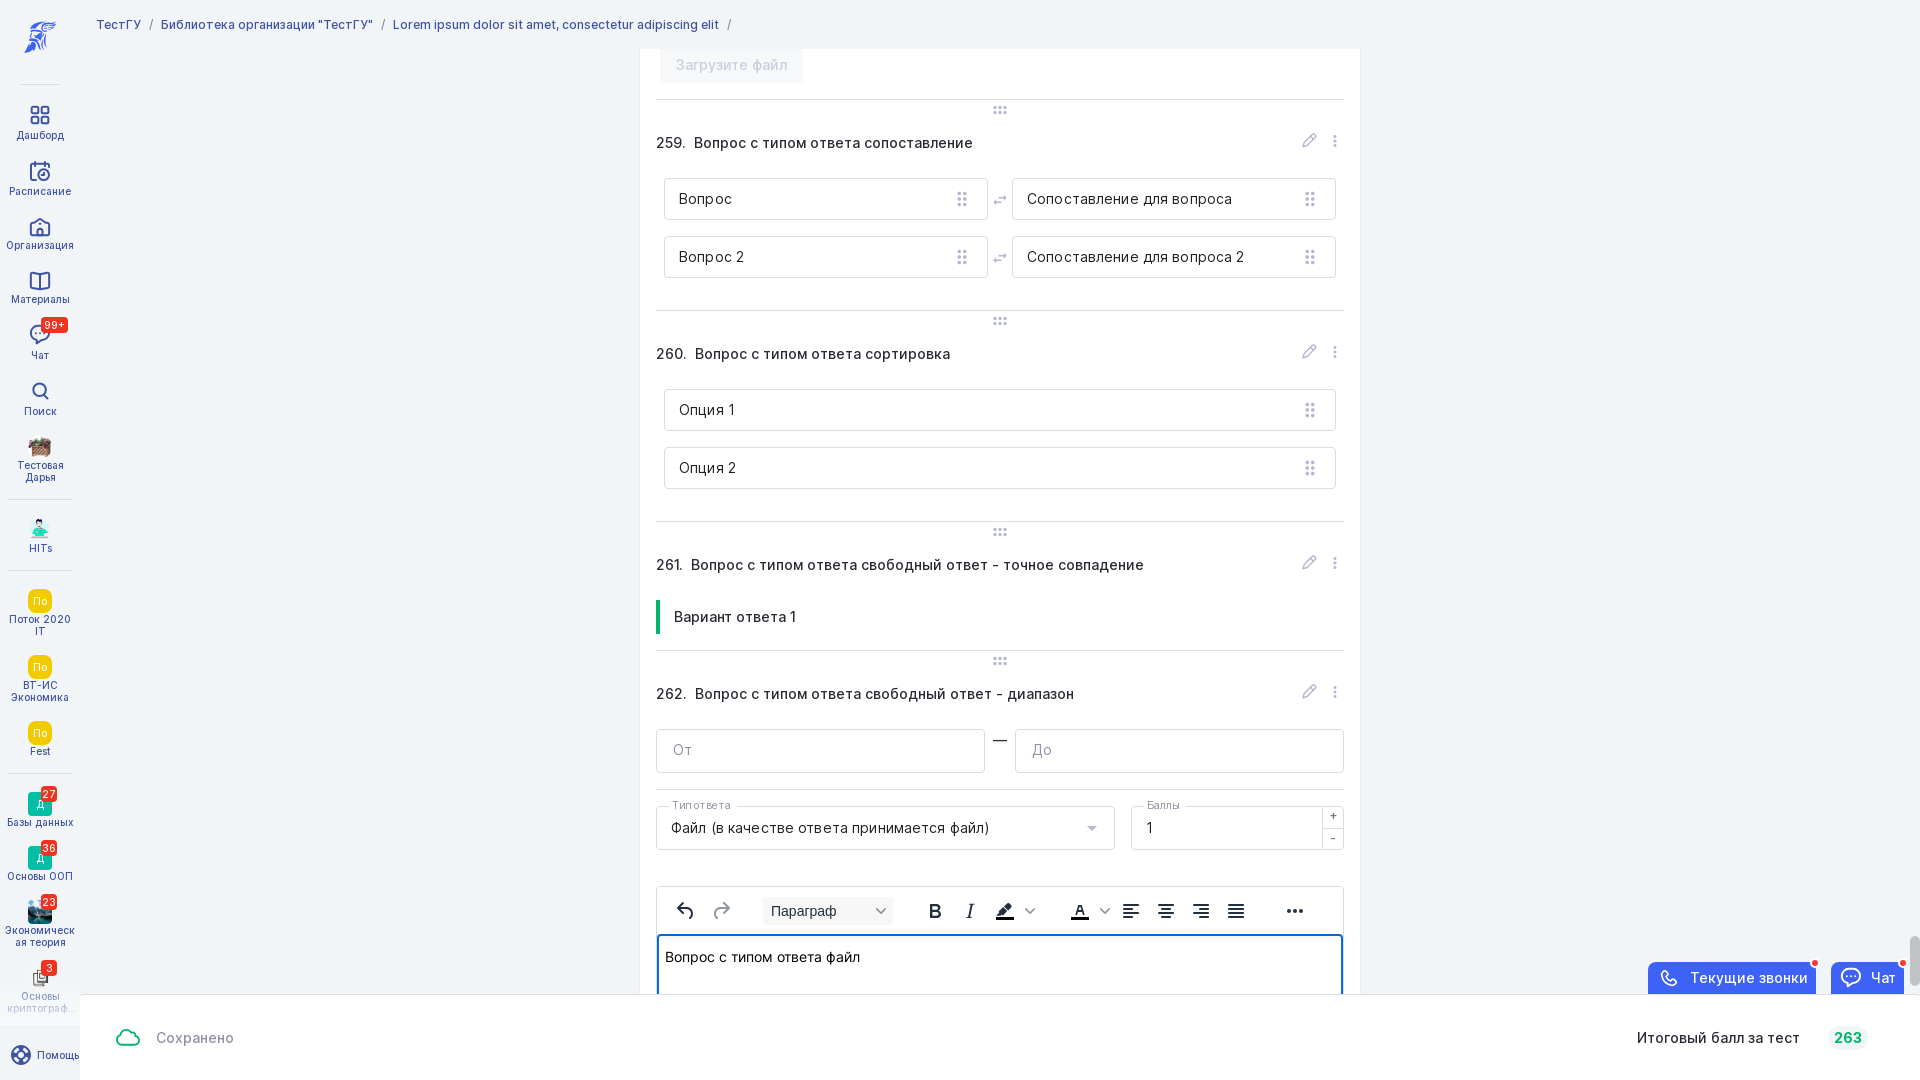 ТестГУ / Библиотека организации "ТестГУ" / Lorem ipsum dolor sit amet, consectetur adipiscing elit /
Дашборд
Расписание
Организация
Материалы
99+
Чат
Поиск
Тестовая
Дарья
HITs
По
Поток 2020
IT
По
ВТ-ИС
Экономика
По
Fest
27
Д
Базы данных
36
Д
Основы ООП
23
Экономическ
ая теория
3
Основы
криптограф...
Помощь
Загрузите файл
259. Вопрос с типом ответа сопоставление
Вопрос
Сопоставление для вопроса
Вопрос 2
Сопоставление для вопроса 2
260. Вопрос с типом ответа сортировка
Опция 1
Опция 2
261. Вопрос с типом ответа свободный ответ - точное совпадение
Вариант ответа 1
262. Вопрос с типом ответа свободный ответ - диапазон
От
—
До
Тип ответа
Файл (в качестве ответа принимается файл)
Баллы
1
+
-
Параграф
Вопрос с типом ответа файл
Текущие звонки
Чат
Сохранено
Итоговый балл за тест
263